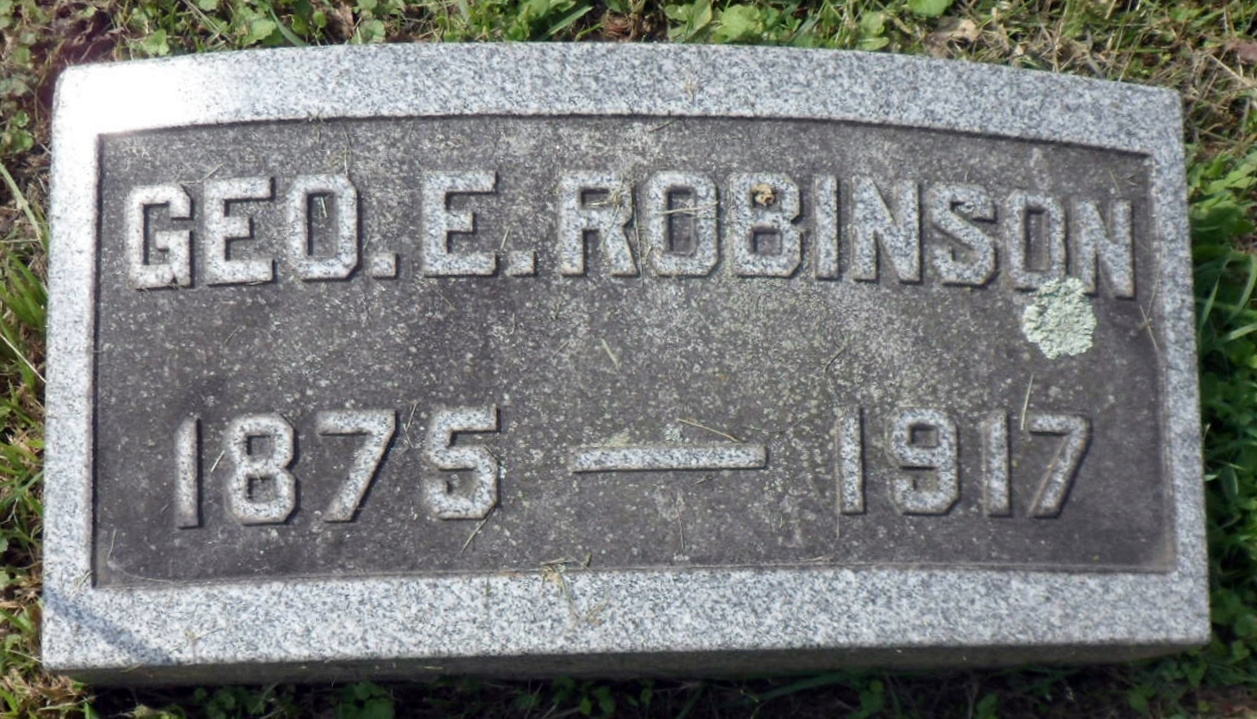 GEO. E. ROBINSON
1875 — 1917